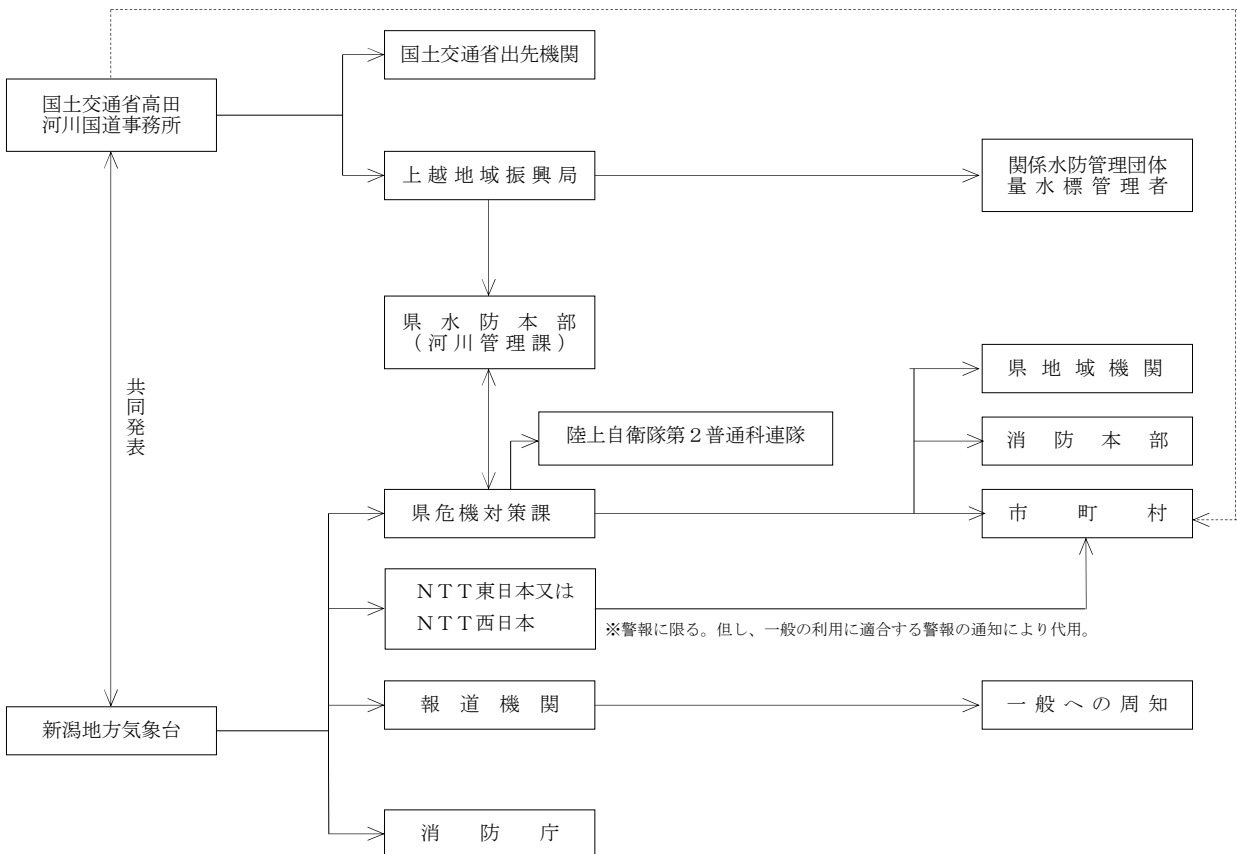 国土交通省出先機関
国土交通省高田
河川国道事務所
上越地域振興局
関係水防管理団体
量水標管理者
県水防本部
(河川管理課)
共同発表
県地域機関
陸上自衛隊第2普通科連隊
消防本部
県危機対策課
市町村
NTT東日本又は
NTT西日本
※警報に限る。但し、一般の利用に適合する警報の通知により代用。
報道機関
一般への周知
新潟地方気象台
消防庁